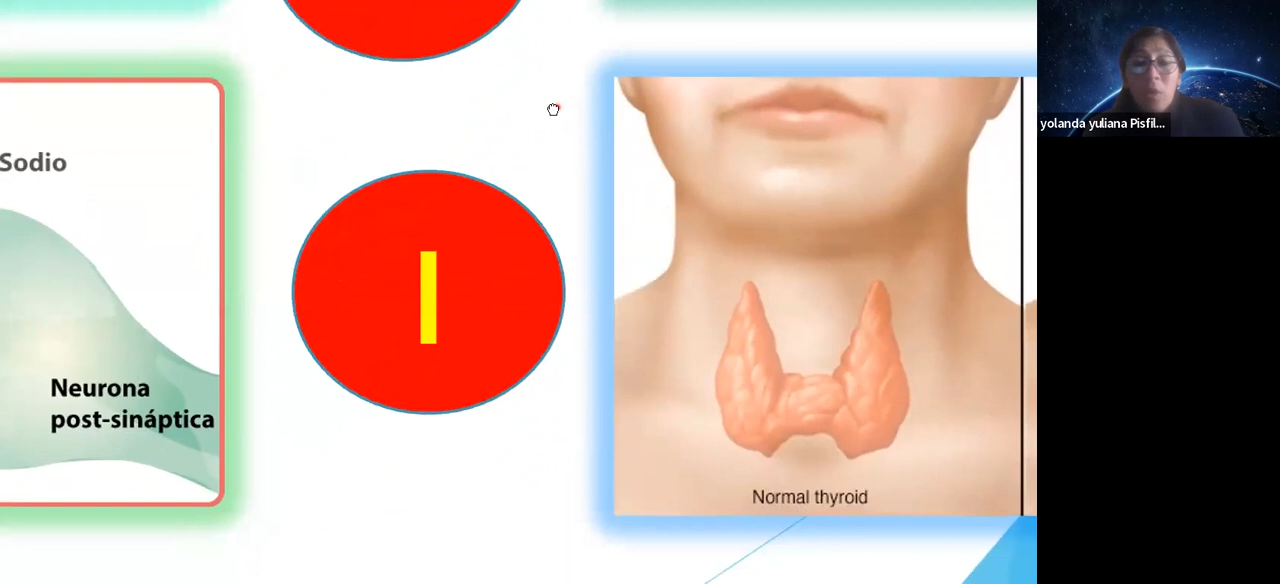 Sodio
Neurona
post-sináptica
I
Normal thyroid
yolanda yuliana Pisfil...